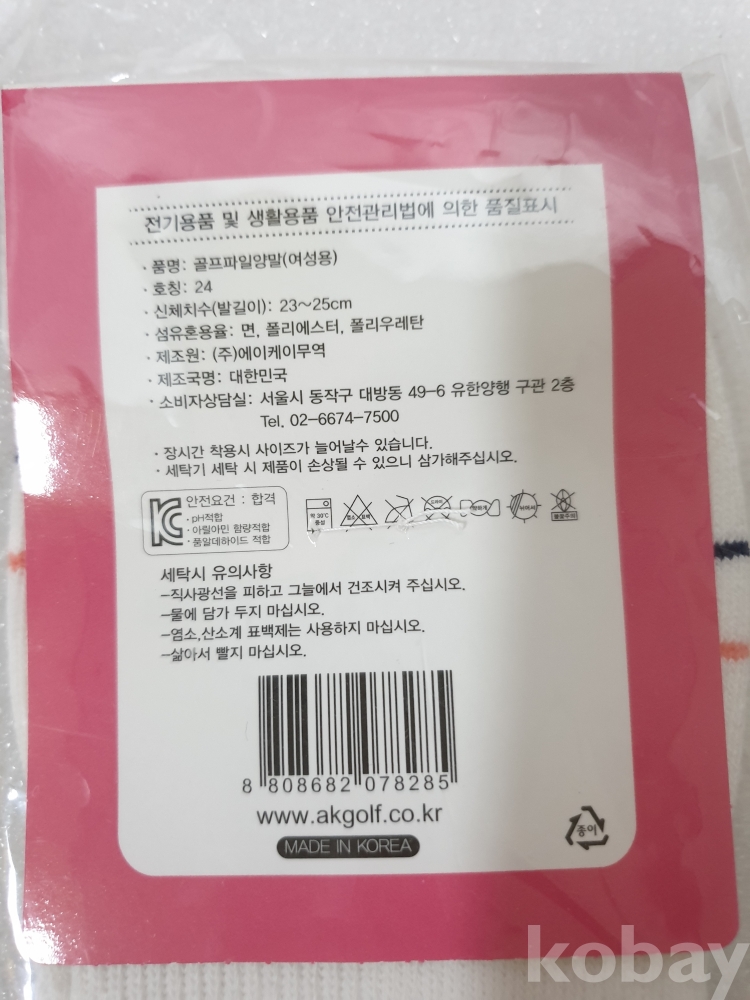 전기용품 및 생활용품 안전관리법에 의한 품질표시
· 품명: 골프파일양말(여성용)
· 호칭: 24
· 신체치수(발길이): 23~25cm
· 섬유혼용율: 면, 폴리에스터, 폴리우레탄
· 제조원: (주)에이케이무역
· 제조국명: 대한민국
· 소비자상담실: 서울시 동작구 대방동 49-6 유한양행 구관 2층
Tel. 02-6674-7500
· 장시간 착용시 사이즈가 늘어날수 있습니다.
· 세탁기 세탁 시 제품이 손상될 수 있으니 삼가해주십시오.
안전요건 : 합격
· pH적합
· 아릴아민 함량적합
· 폼알데하이드 적합
약 30℃
중성
세탁시 유의사항
-직사광선을 피하고 그늘에서 건조시켜 주십시오.
-물에 담가 두지 마십시오.
-염소,산소계 표백제는 사용하지 마십시오.
-삶아서 빨지 마십시오.
8 808682 078285
www.akgolf.co.kr
MADE IN KOREA
종이
kobay